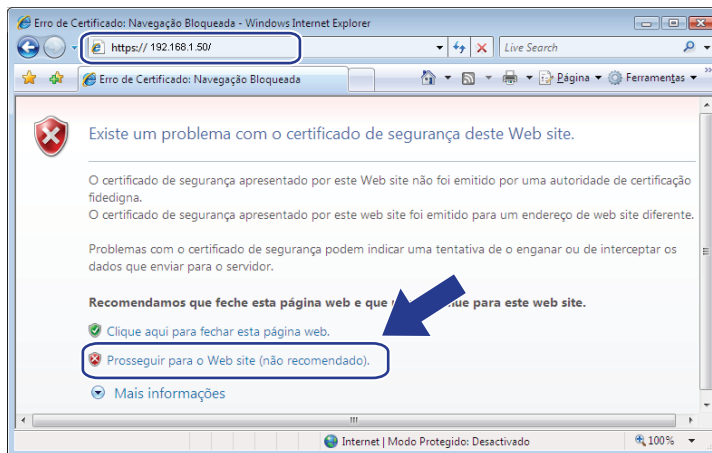 Erro de Certificado: Navegação Bloqueada - Windows Internet Explorer
https:// 192.168.1.50/
Live Search
Erro de Certificado: Navegação Bloqueada
Página
Ferramentas
Existe um problema com o certificado de segurança deste Web site.
O certificado de segurança apresentado por este Web site não foi emitido por uma autoridade de certificação
fidedigna.
O certificado de segurança apresentado por este web site foi emitido para um endereço de web site diferente.
Problemas com o certificado de segurança podem indicar uma tentativa de o enganar ou de interceptar os
dados que enviar para o servidor.
Recomendamos que feche esta página web e que para este web site.
Clique aqui para fechar esta página web.
Prosseguir para o Web site (não recomendado).
Mais informações
Internet | Modo Protegido: Desactivado
100%